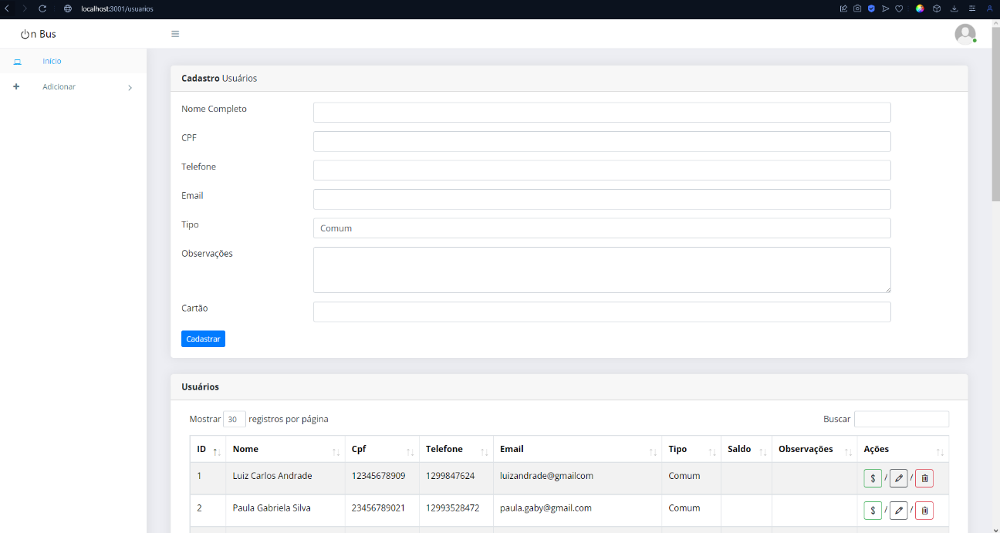 localhost:3001/usuarios
On Bus
Início
Adicionar
Cadastro Usuários
Nome Completo
CPF
Telefone
Email
Tipo
Comum
Observações
Cartão
Cadastrar
Usuários
Mostrar 30 registros por página
Buscar
ID Nome Cpf Telefone Email Tipo Saldo Observações Ações
1 Luiz Carlos Andrade 12345678909 1299847624 luizandrade@gmailcom Comum $ / /
2 Paula Gabriela Silva 23456789021 12993528472 paula.gaby@gmail.com Comum $ / /